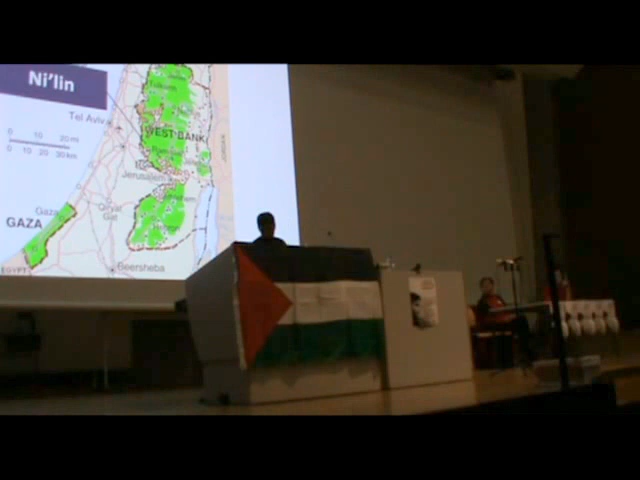 Ni'lin
Tel Aviv
0 10 20 mi
0 10 20 30 km
WEST BANK
Jerusalem
Gaza
GAZA
Qiryat
Gat
EGYPT
Beersheba